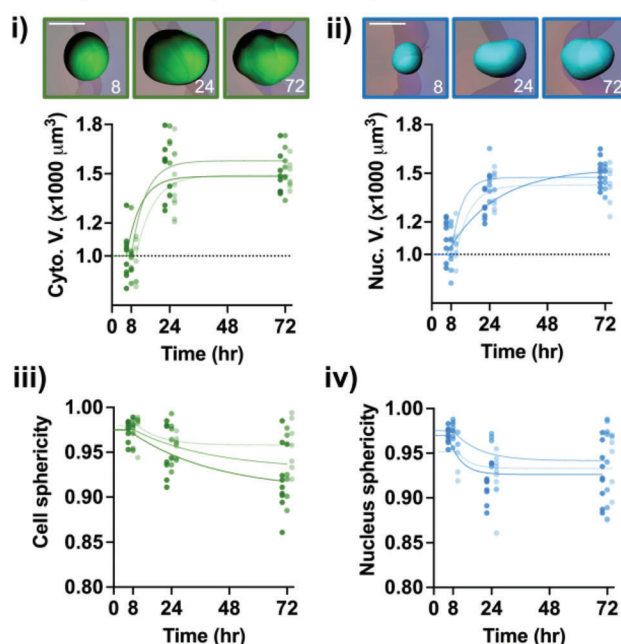 i)
8
24
72
ii)
8
24
72
Cyto. V. (x1000 μm³)
1.8
1.5
1.2
1.0
0 8 24 48 72
Time (hr)
Nuc. V. (x1000 μm³)
1.8
1.5
1.2
1.0
0 8 24 48 72
Time (hr)
iii)
Cell sphericity
1.00
0.95
0.90
0.85
0.80
0 8 24 48 72
Time (hr)
iv)
Nucleus sphericity
1.00
0.95
0.90
0.85
0.80
0 8 24 48 72
Time (hr)